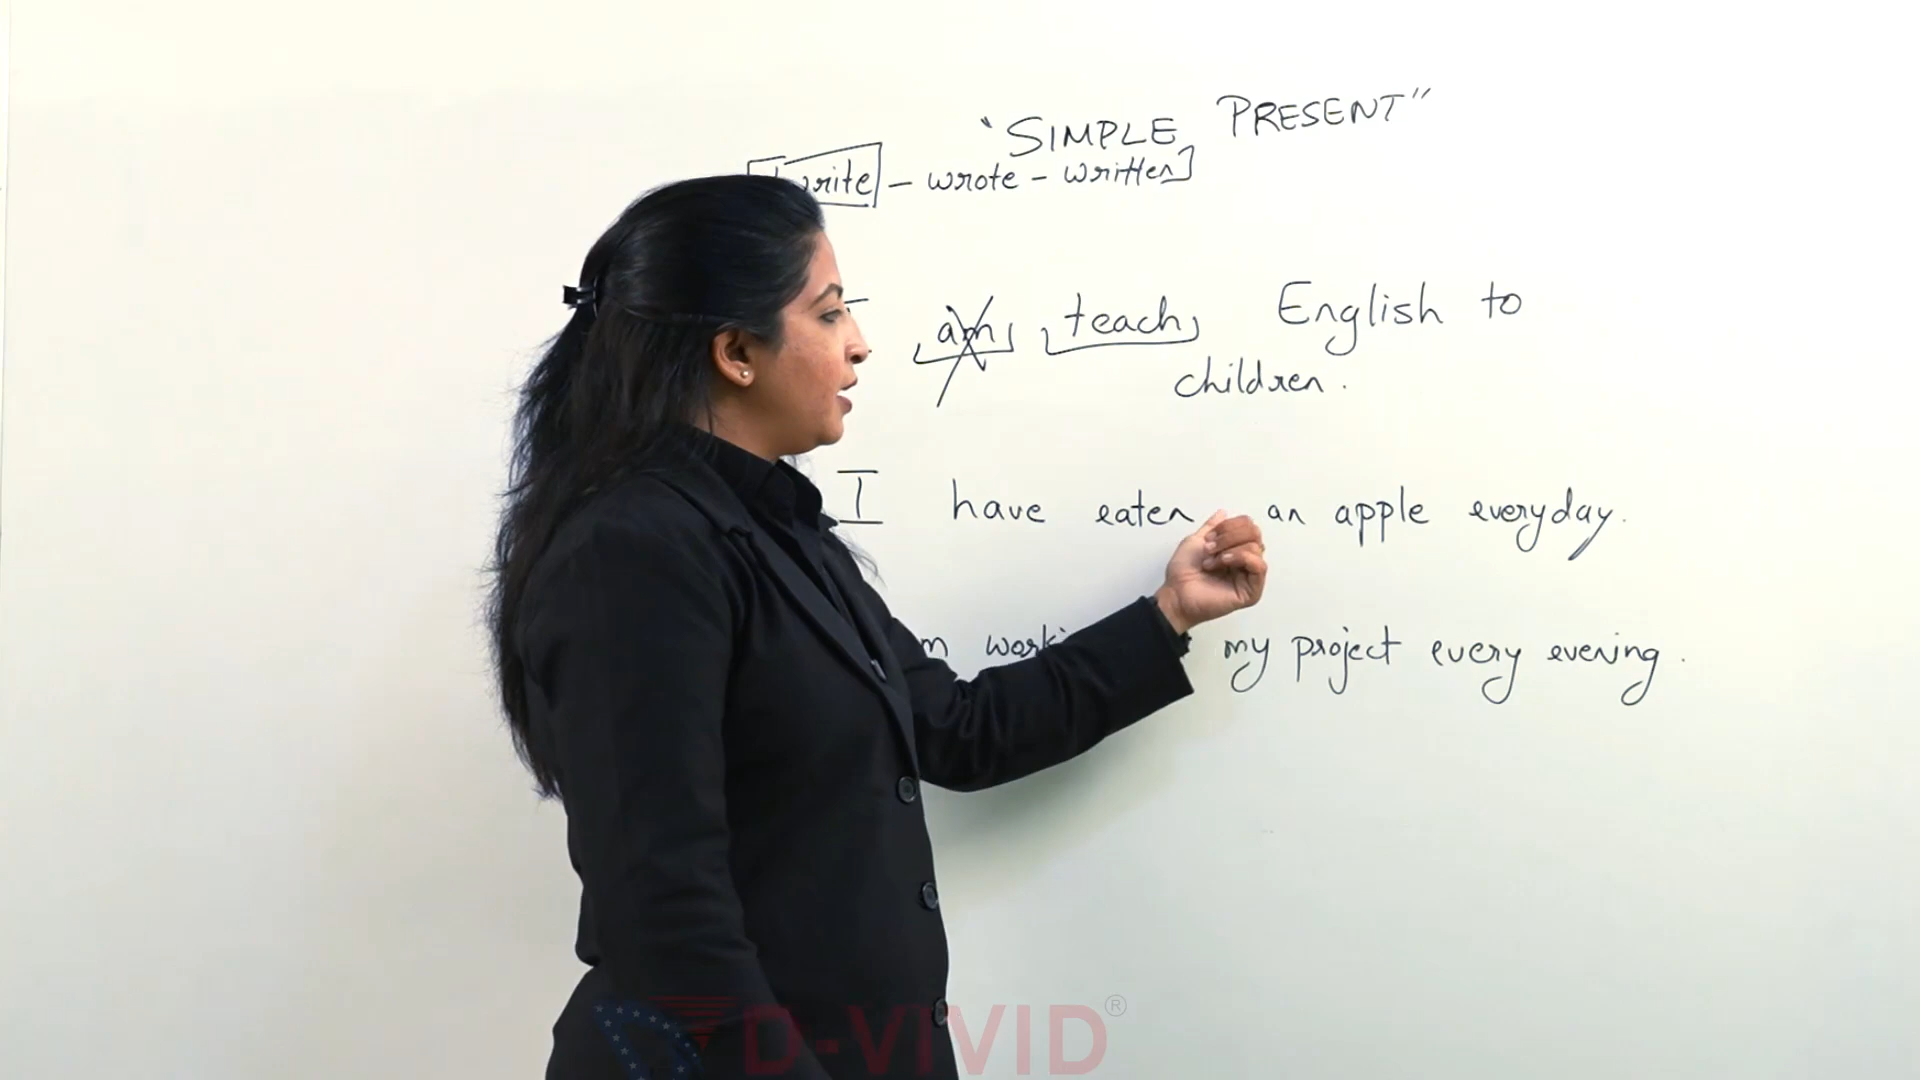 "SIMPLE PRESENT"
write - wrote - written]
am teach English to
children.
I have eaten an apple everyday.
my project every evening.
D-VIVID®